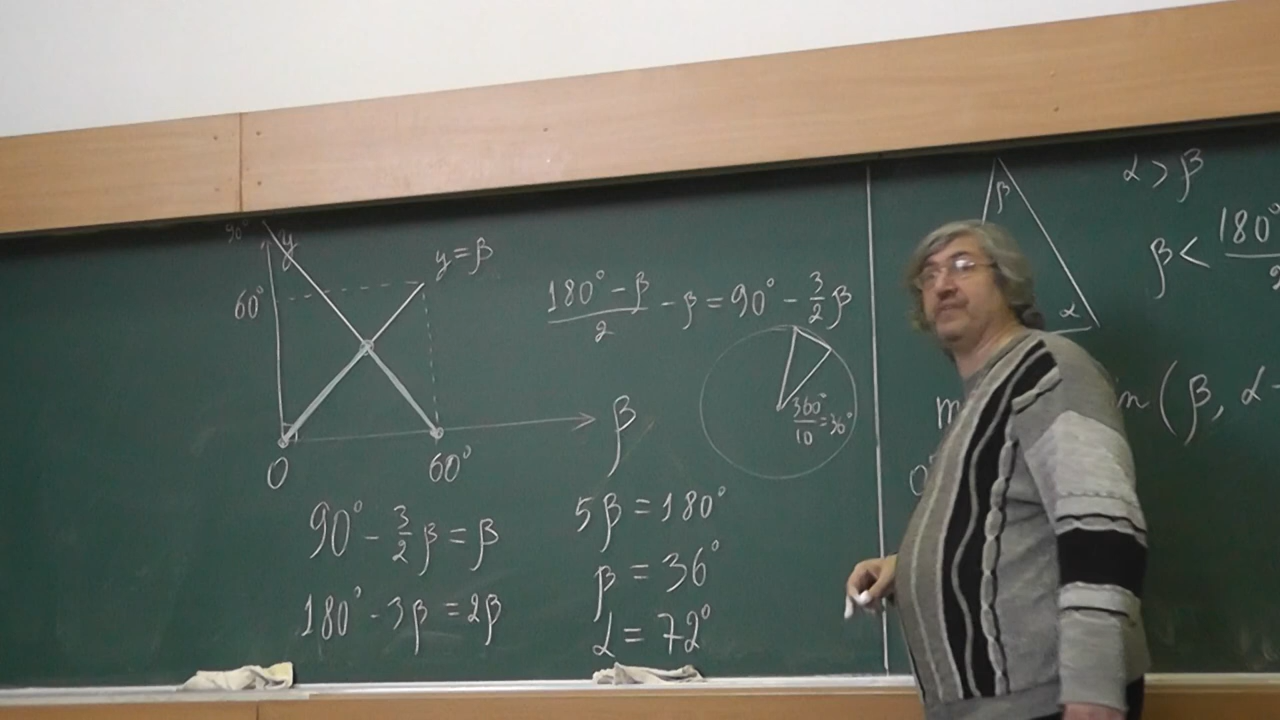 90°
y
y = β
60°
β
0
60°
90° - 3/2 β = β
180° - 3β = 2β
(180° - β)/2 - β = 90° - 3/2 β
360°/10 = 36°
5β = 180°
β = 36°
α = 72°
β
α
α > β
β < 180°
(β, α -